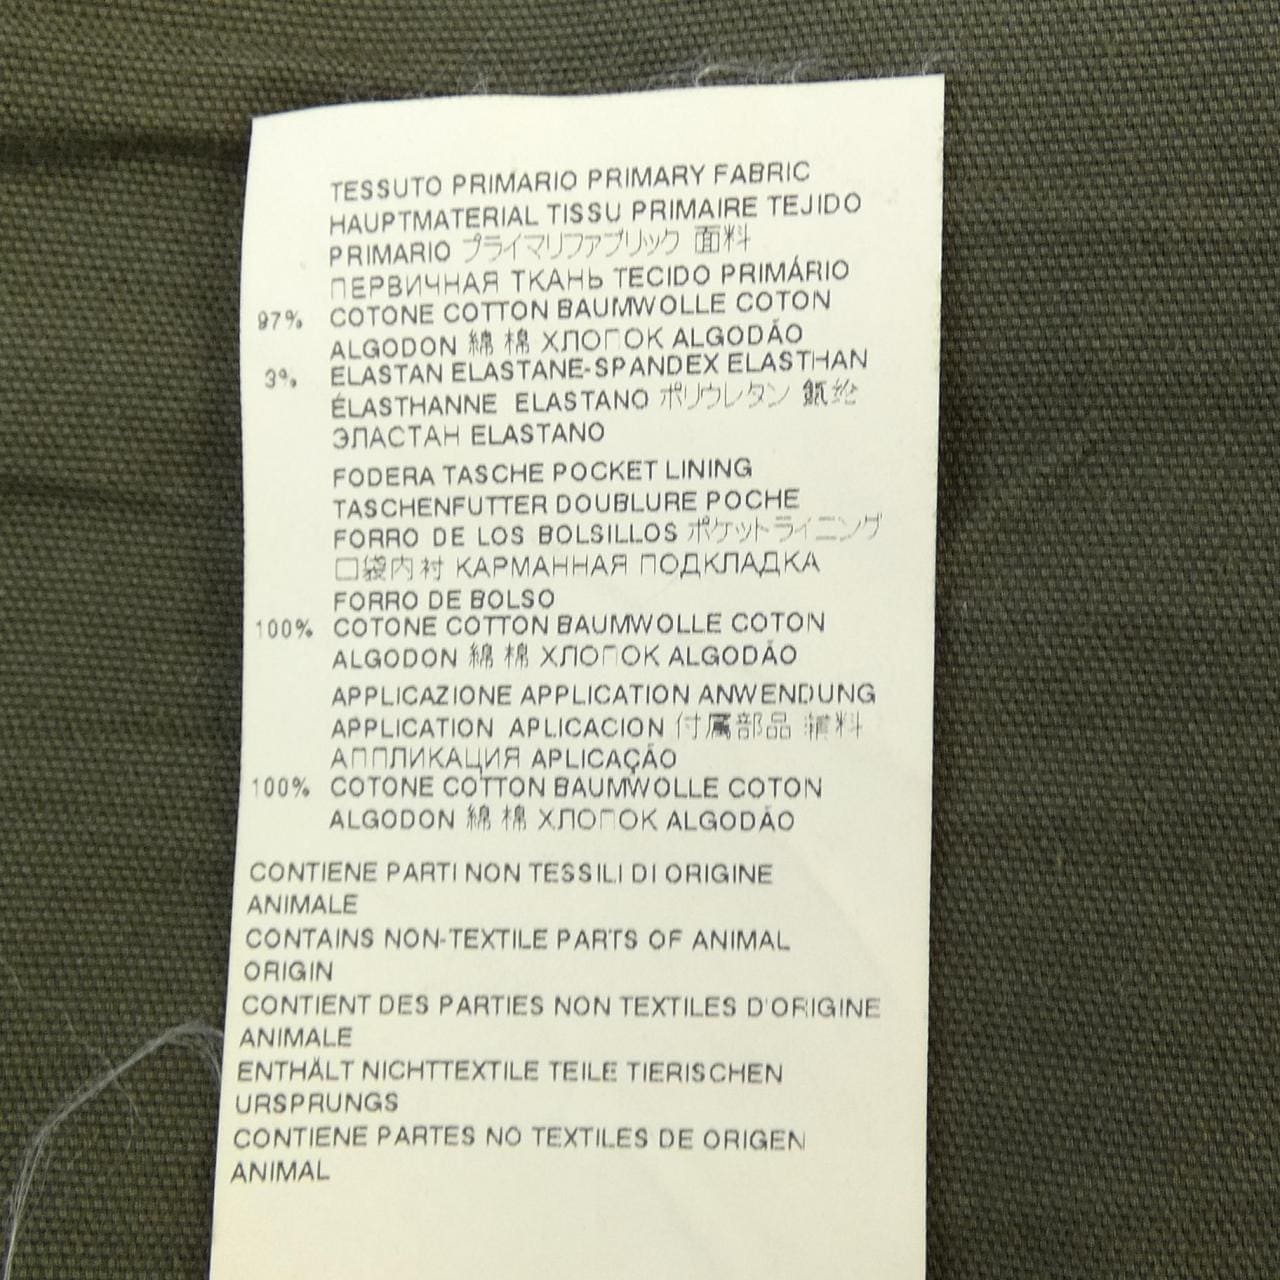 TESSUTO PRIMARIO PRIMARY FABRIC
HAUPTMATERIAL TISSU PRIMAIRE TEJIDO
PRIMARIO プライマリファブリック 面料
ПЕРВИЧНАЯ ТКАНЬ TECIDO PRIMÁRIO
97% COTONE COTTON BAUMWOLLE COTON
ALGODON 綿 棉 ХЛОПОК ALGODÃO
3% ELASTAN ELASTANE-SPANDEX ELASTHAN
ÉLASTHANNE ELASTANO ポリウレタン 氨纶
ЭЛАСТАН ELASTANO
FODERA TASCHE POCKET LINING
TASCHENFUTTER DOUBLURE POCHE
FORRO DE LOS BOLSILLOS ポケットライニング
口袋内衬 КАРМАННАЯ ПОДКЛАДКА
FORRO DE BOLSO
100% COTONE COTTON BAUMWOLLE COTON
ALGODON 綿 棉 ХЛОПОК ALGODÃO
APPLICAZIONE APPLICATION ANWENDUNG
APPLICATION APLICACION 付属部品 辅料
АППЛИКАЦИЯ APLICAÇÃO
100% COTONE COTTON BAUMWOLLE COTON
ALGODON 綿 棉 ХЛОПОК ALGODÃO
CONTIENE PARTI NON TESSILI DI ORIGINE
ANIMALE
CONTAINS NON-TEXTILE PARTS OF ANIMAL
ORIGIN
CONTIENT DES PARTIES NON TEXTILES D'ORIGINE
ANIMALE
ENTHÄLT NICHTTEXTILE TEILE TIERISCHEN
URSPRUNGS
CONTIENE PARTES NO TEXTILES DE ORIGEN
ANIMAL